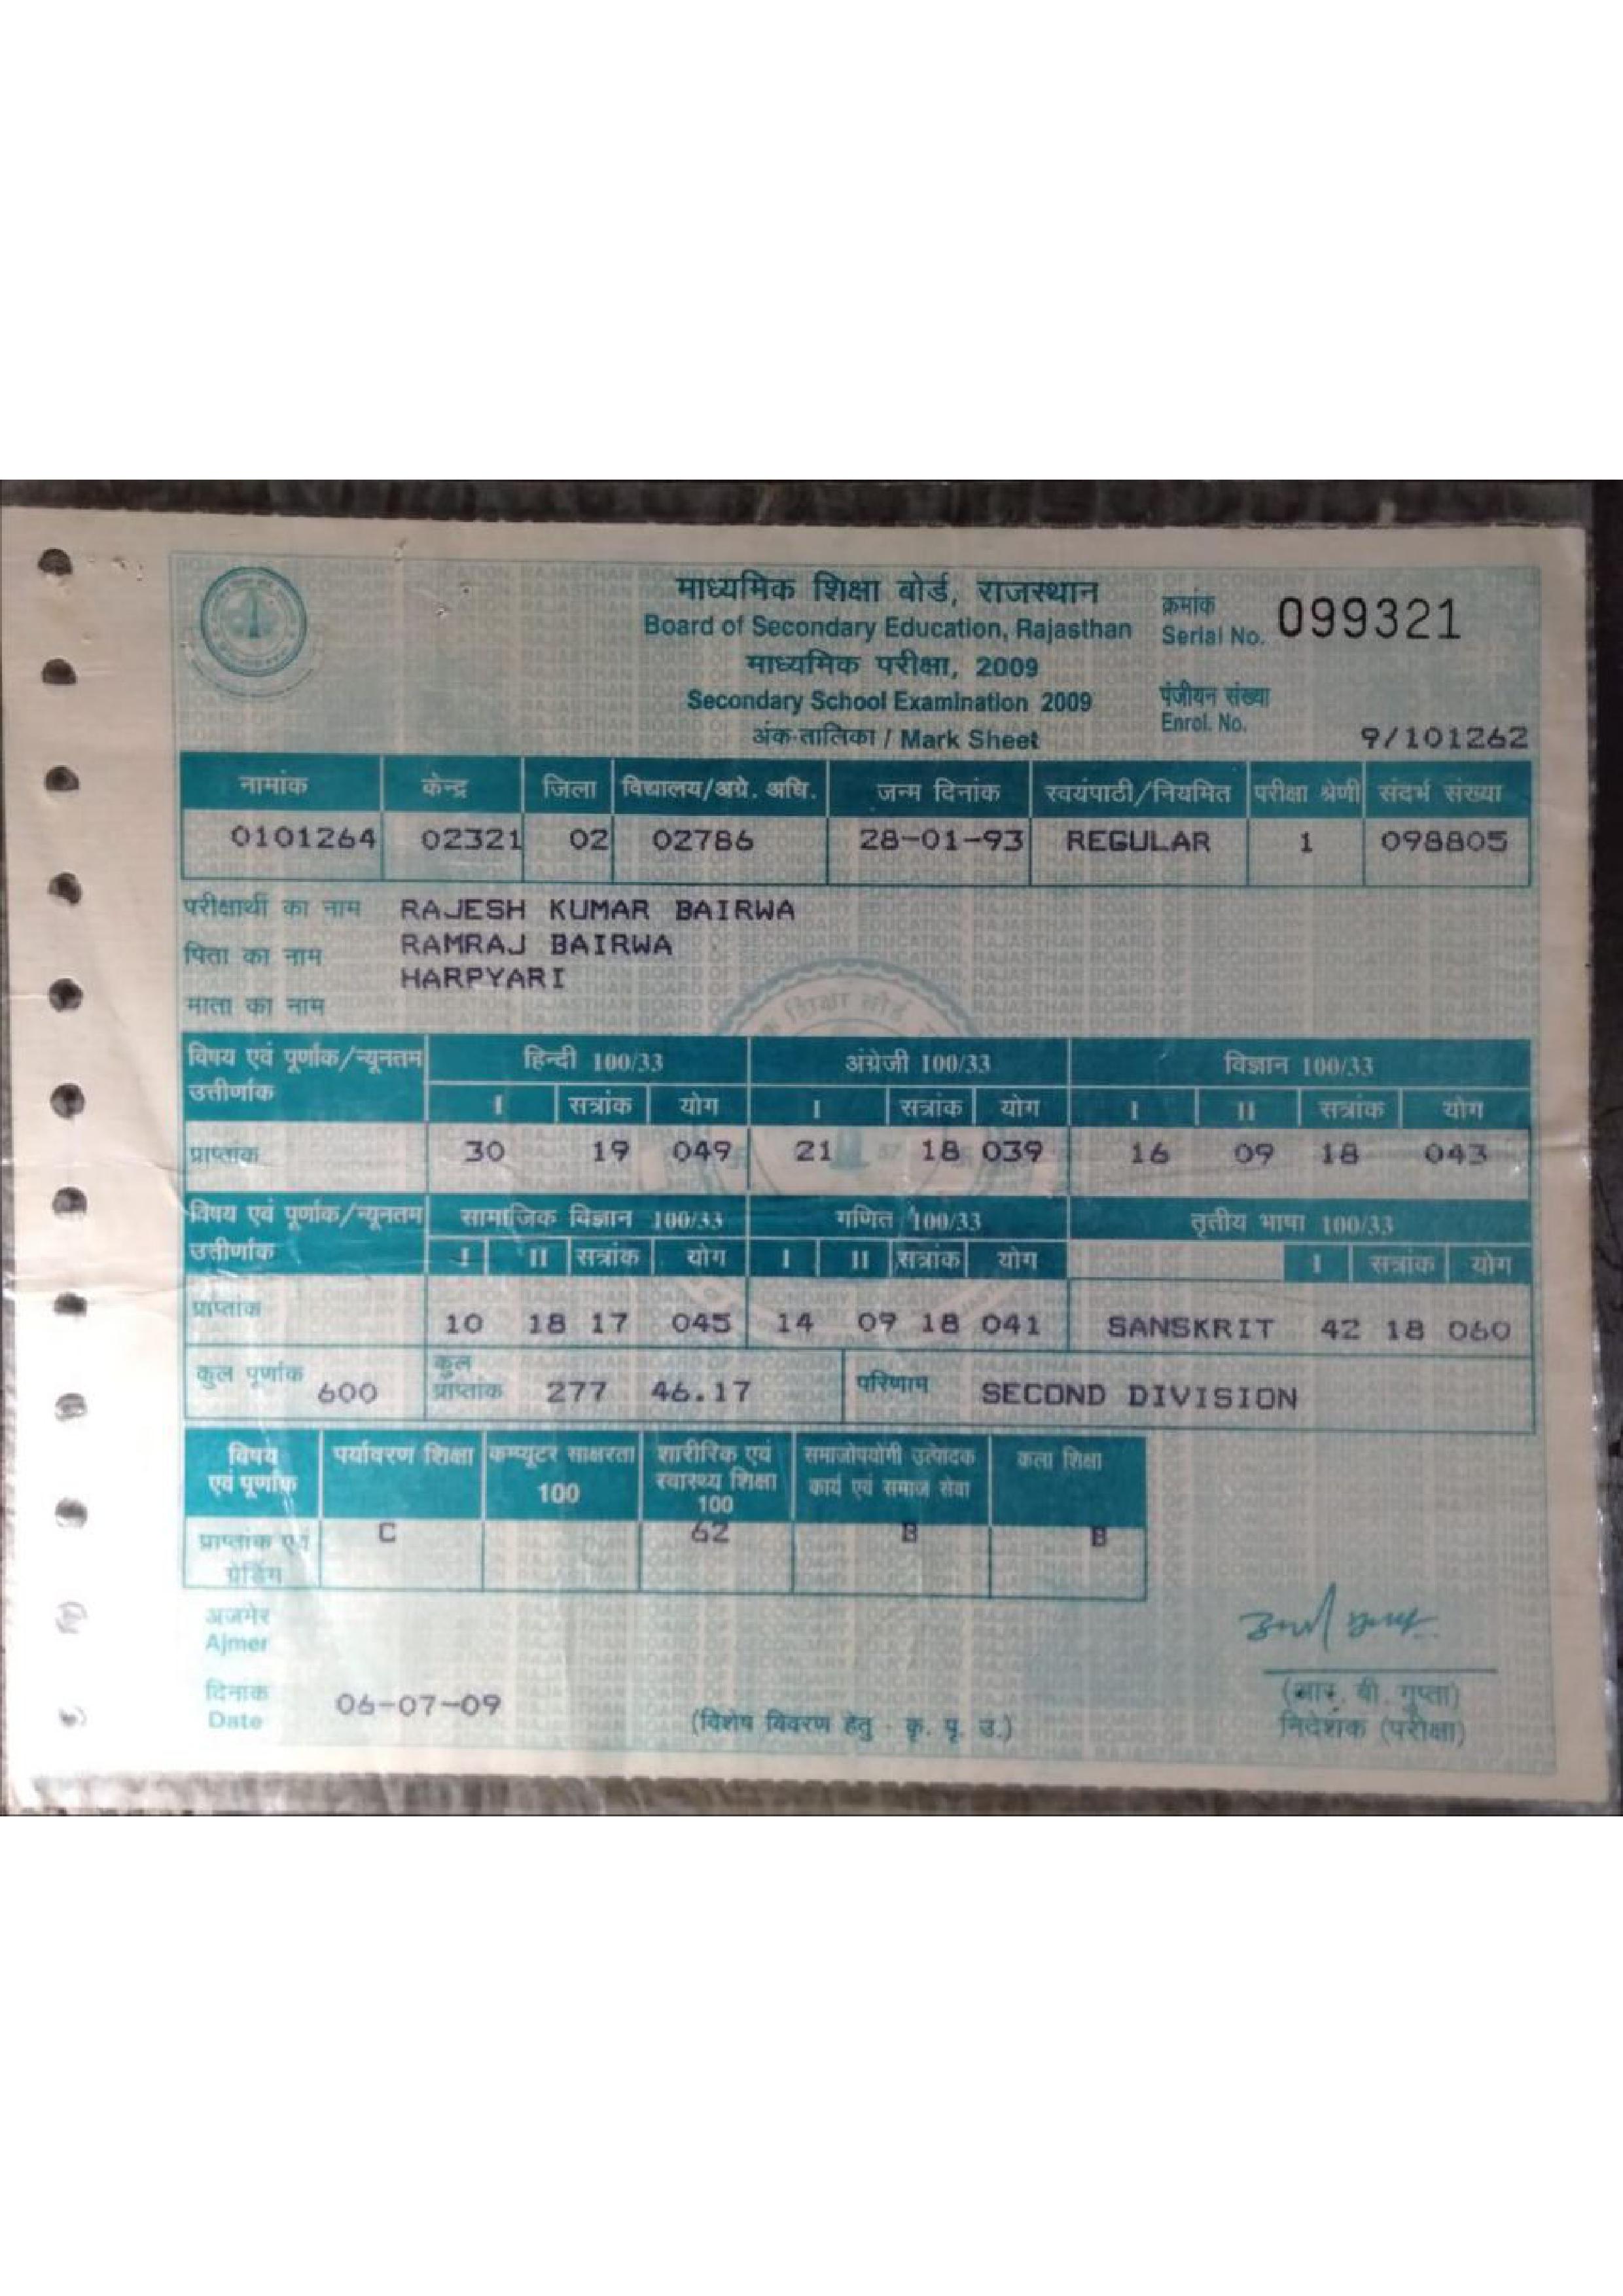 माध्यमिक शिक्षा बोर्ड, राजस्थान
Board of Secondary Education, Rajasthan
क्रमांक
Serial No. 099321
माध्यमिक परीक्षा, 2009
Secondary School Examination 2009
पंजीयन संख्या
Enrol. No. 9/101262
अंक-तालिका / Mark Sheet
नामांक केन्द्र जिला विद्यालय/अग्रे. अधि. जन्म दिनांक स्वयंपाठी/नियमित परीक्षा श्रेणी संदर्भ संख्या
0101264 02321 02 02786 28-01-93 REGULAR 1 098805
परीक्षार्थी का नाम RAJESH KUMAR BAIRWA
पिता का नाम RAMRAJ BAIRWA
माता का नाम HARPYARI
विषय एवं पूर्णांक/न्यूनतम उत्तीर्णांक हिन्दी 100/33 अंग्रेजी 100/33 विज्ञान 100/33
I सत्रांक योग I सत्रांक योग I II सत्रांक योग
प्राप्तांक 30 19 049 21 18 039 16 09 18 043
विषय एवं पूर्णांक/न्यूनतम उत्तीर्णांक सामाजिक विज्ञान 100/33 गणित 100/33 तृतीय भाषा 100/33
I II सत्रांक योग I II सत्रांक योग I सत्रांक योग
प्राप्तांक 10 18 17 045 14 09 18 041 SANSKRIT 42 18 060
कुल पूर्णांक 600 कुल प्राप्तांक 277 46.17 परिणाम SECOND DIVISION
विषय एवं पूर्णांक पर्यावरण शिक्षा कम्प्यूटर साक्षरता 100 शारीरिक एवं स्वास्थ्य शिक्षा 100 समाजोपयोगी उत्पादक कार्य एवं समाज सेवा कला शिक्षा
प्राप्तांक एवं ग्रेडिंग C 62 B B
अजमेर
Ajmer
दिनांक
Date 06-07-09
(विशेष विवरण हेतु - कृ. पृ. उ.)
(आर. बी. गुप्ता)
निदेशक (परीक्षा)